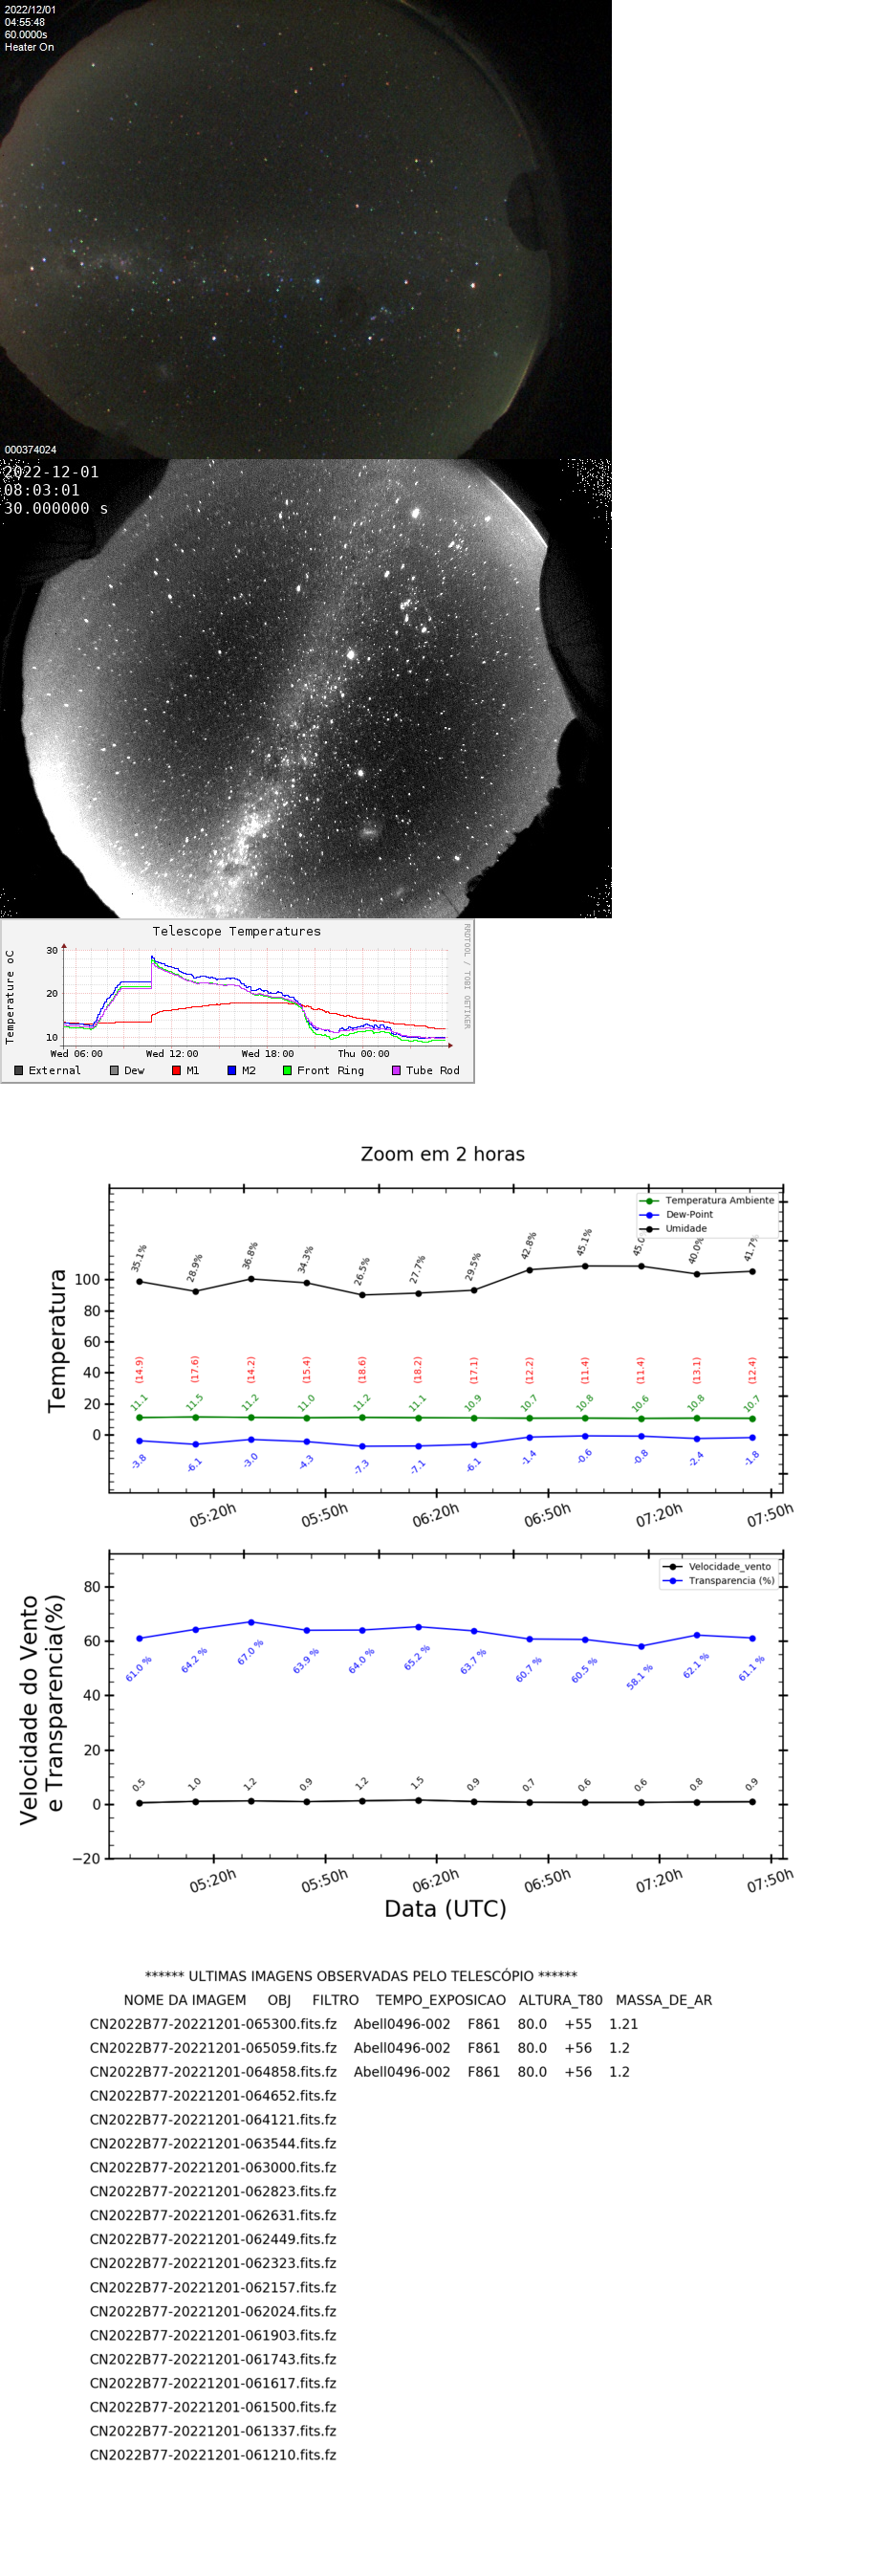 2022/12/01
04:55:48
60.0000s
Heater On
000374024
2022-12-01
08:03:01
30.000000 s
Telescope Temperatures
RRDTOOL / TOBI OETIKER
Temperature oC
30
20
10
Wed 06:00 Wed 12:00 Wed 18:00 Thu 00:00
External Dew M1 M2 Front Ring Tube Rod
Zoom em 2 horas
Temperatura Ambiente
Dew-Point
Umidade
Temperatura
100
80
60
40
20
0
35.1% 28.9% 36.8% 34.3% 26.5% 27.7% 29.5% 42.8% 45.1% 45.0 40.0% 41.7%
(14.9) (17.6) (14.2) (15.4) (18.6) (18.2) (17.1) (12.2) (11.4) (11.4) (13.1) (12.4)
11.1 11.5 11.2 11.0 11.2 11.1 10.9 10.7 10.8 10.6 10.8 10.7
-3.8 -6.1 -3.0 -4.3 -7.3 -7.1 -6.1 -1.4 -0.6 -0.8 -2.4 -1.8
05:20h 05:50h 06:20h 06:50h 07:20h 07:50h
Velocidade_vento
Transparencia (%)
Velocidade do Vento
e Transparencia(%)
80
60
40
20
0
−20
61.0 % 64.2 % 67.0 % 63.9 % 64.0 % 65.2 % 63.7 % 60.7 % 60.5 % 58.1 % 62.1 % 61.1 %
0.5 1.0 1.2 0.9 1.2 1.5 0.9 0.7 0.6 0.6 0.8 0.9
05:20h 05:50h 06:20h 06:50h 07:20h 07:50h
Data (UTC)
****** ULTIMAS IMAGENS OBSERVADAS PELO TELESCÓPIO ******
NOME DA IMAGEM OBJ FILTRO TEMPO_EXPOSICAO ALTURA_T80 MASSA_DE_AR
CN2022B77-20221201-065300.fits.fz Abell0496-002 F861 80.0 +55 1.21
CN2022B77-20221201-065059.fits.fz Abell0496-002 F861 80.0 +56 1.2
CN2022B77-20221201-064858.fits.fz Abell0496-002 F861 80.0 +56 1.2
CN2022B77-20221201-064652.fits.fz
CN2022B77-20221201-064121.fits.fz
CN2022B77-20221201-063544.fits.fz
CN2022B77-20221201-063000.fits.fz
CN2022B77-20221201-062823.fits.fz
CN2022B77-20221201-062631.fits.fz
CN2022B77-20221201-062449.fits.fz
CN2022B77-20221201-062323.fits.fz
CN2022B77-20221201-062157.fits.fz
CN2022B77-20221201-062024.fits.fz
CN2022B77-20221201-061903.fits.fz
CN2022B77-20221201-061743.fits.fz
CN2022B77-20221201-061617.fits.fz
CN2022B77-20221201-061500.fits.fz
CN2022B77-20221201-061337.fits.fz
CN2022B77-20221201-061210.fits.fz